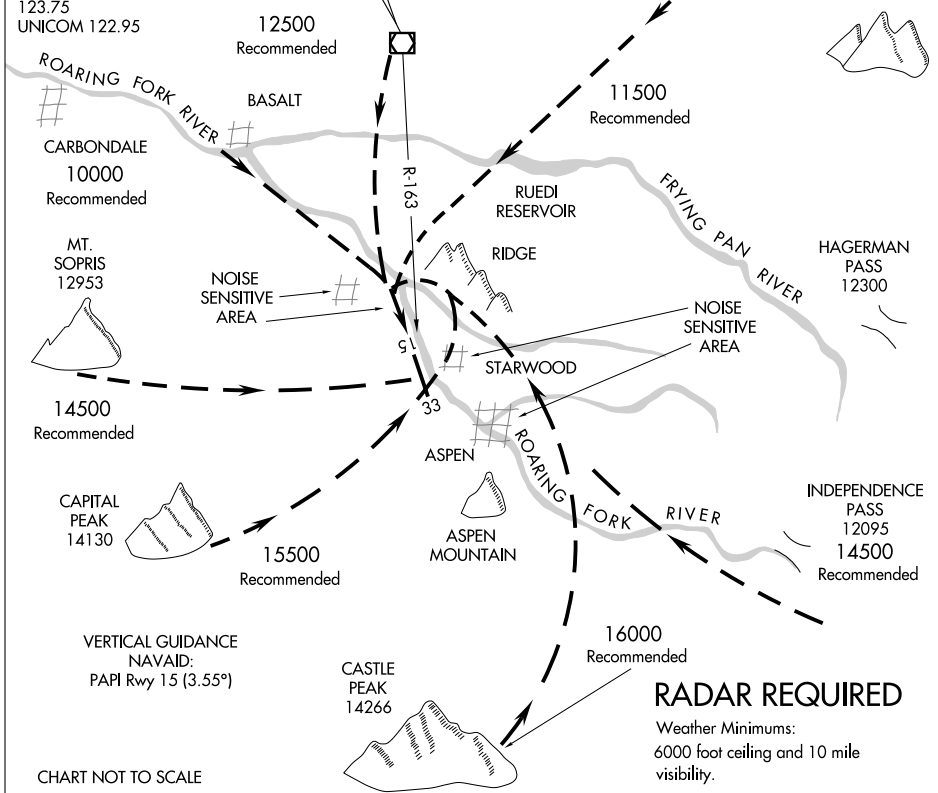 123.75
UNICOM 122.95
12500
Recommended
ROARING FORK RIVER
BASALT
11500
Recommended
CARBONDALE
10000
Recommended
R-163
RUEDI
RESERVOIR
FRYING PAN RIVER
MT.
SOPRIS
12953
RIDGE
HAGERMAN
PASS
12300
NOISE
SENSITIVE
AREA
NOISE
SENSITIVE
AREA
15
STARWOOD
14500
Recommended
33
ASPEN
ROARING FORK RIVER
CAPITAL
PEAK
14130
ASPEN
MOUNTAIN
INDEPENDENCE
PASS
12095
14500
Recommended
15500
Recommended
VERTICAL GUIDANCE
NAVAID:
PAPI Rwy 15 (3.55°)
16000
Recommended
CASTLE
PEAK
14266
RADAR REQUIRED
Weather Minimums:
6000 foot ceiling and 10 mile
visibility.
CHART NOT TO SCALE